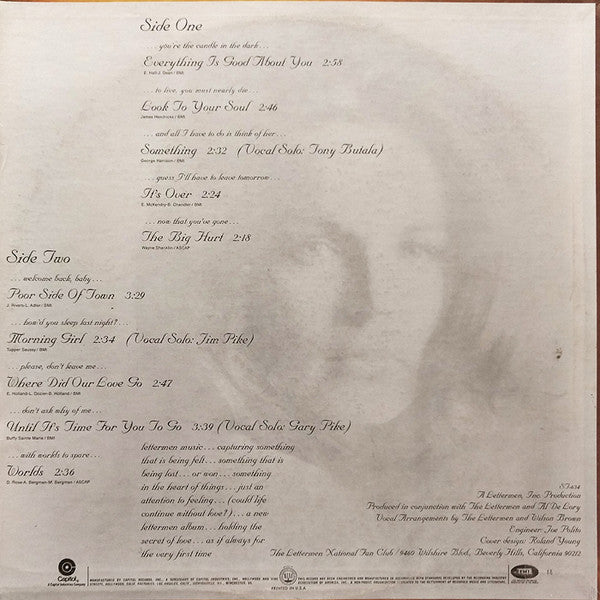 Side One
...you're the candle in the dark...
Everything Is Good About You 2:58
E. Holl-J. Dean / BMI
...to live, you must nearly die...
Look To Your Soul 2:46
James Hendricks / BMI
...and all I have to do is think of her...
Something 2:32 (Vocal Solo: Tony Butala)
George Harrison / BMI
...guess I'll have to leave tomorrow...
It's Over 2:24
E. McKendry-B. Chandler / BMI
...now that you've gone...
The Big Hurt 2:18
Wayne Shanklin / ASCAP
Side Two
...welcome back, baby...
Poor Side Of Town 3:29
J. Rivers-L. Adler / BMI
...how'd you sleep last night?...
Morning Girl 2:34 (Vocal Solo: Jim Pike)
Tupper Saussy / BMI
...please, don't leave me...
Where Did Our Love Go 2:47
E. Holland-L. Dozier-B. Holland / BMI
...don't ask why of me...
Until It's Time For You To Go 3:39 (Vocal Solo: Gary Pike)
Buffy Sainte Marie / BMI
...with worlds to spare...
Worlds 2:36
D. Rose-A. Bergman-M. Bergman / ASCAP
lettermen music... capturing something
that is being felt... something that is
being lost... or won... something
in the heart of things... just an
attention to feeling... (could life
continue without love?)... a new
lettermen album... holding the
secret of love... as if always for
the very first time
ST-434
A Lettermen, Inc. Production
Produced in conjunction with The Lettermen and Al De Lory
Vocal Arrangements by The Lettermen and Wilson Brown
Engineer: Joe Polito
Cover design: Roland Young
The Lettermen National Fan Club / 9460 Wilshire Blvd., Beverly Hills, California 90212
Capitol
PRINTED IN U.S.A.
EMI
14